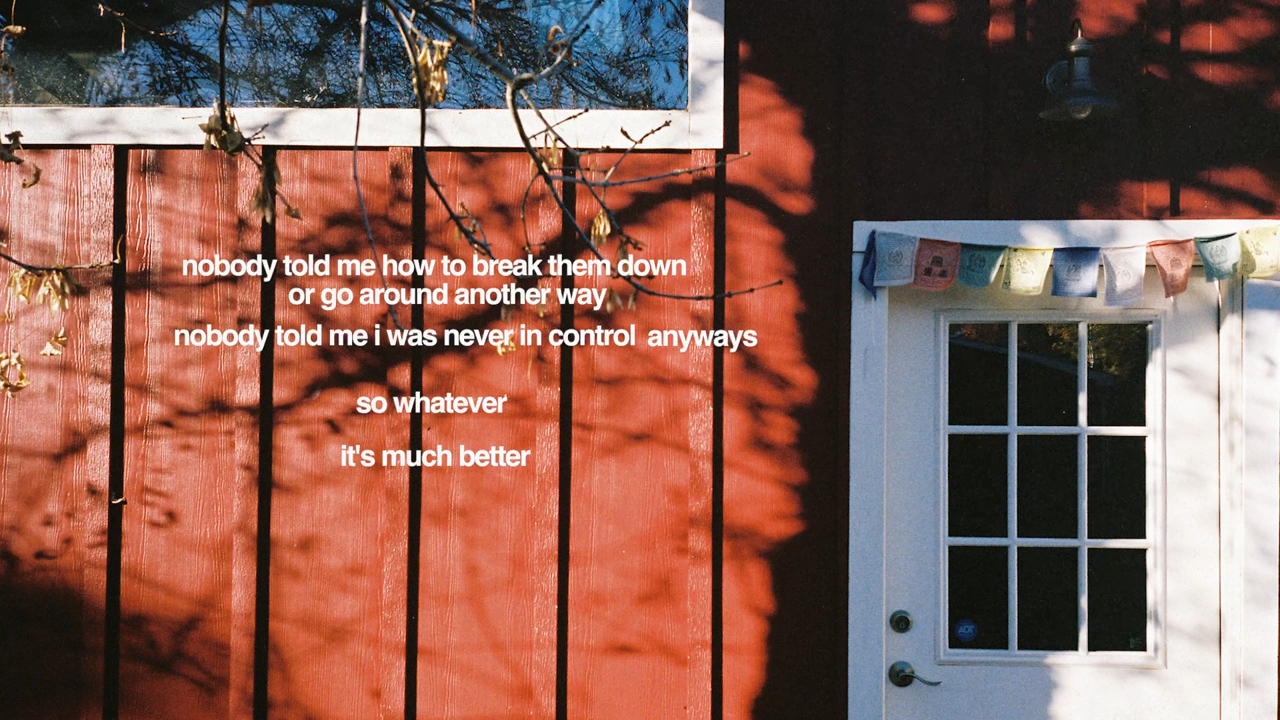 nobody told me how to break them down
or go around another way
nobody told me i was never in control anyways
so whatever
it's much better
ADT